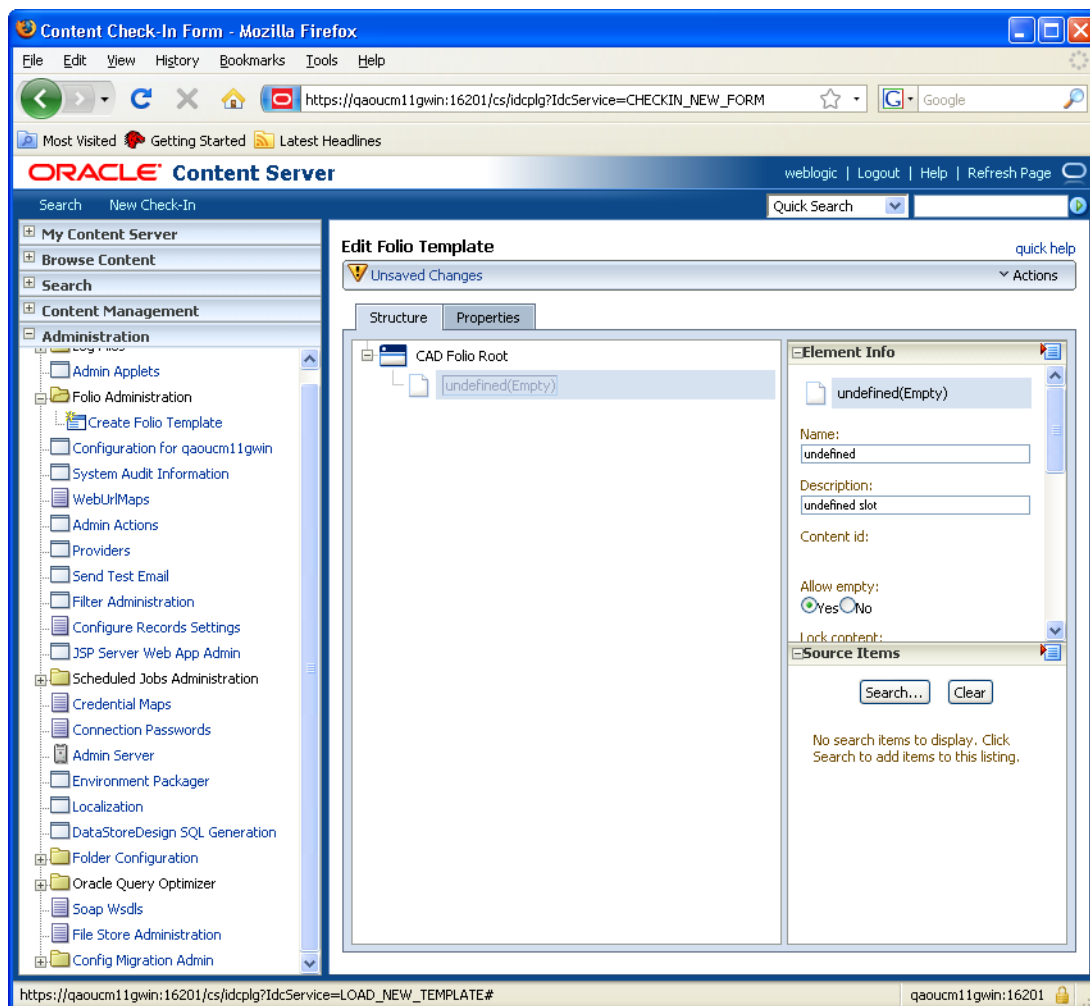 Content Check-In Form - Mozilla Firefox
File Edit View History Bookmarks Tools Help
https://qaoucm11gwin:16201/cs/idcplg?IdcService=CHECKIN_NEW_FORM
G Google
Most Visited Getting Started Latest Headlines
ORACLE Content Server
weblogic | Logout | Help | Refresh Page
Search New Check-In
Quick Search
My Content Server
Browse Content
Search
Content Management
Administration
Log Files
Admin Applets
Folio Administration
Create Folio Template
Configuration for qaoucm11gwin
System Audit Information
WebUrlMaps
Admin Actions
Providers
Send Test Email
Filter Administration
Configure Records Settings
JSP Server Web App Admin
Scheduled Jobs Administration
Credential Maps
Connection Passwords
Admin Server
Environment Packager
Localization
DataStoreDesign SQL Generation
Folder Configuration
Oracle Query Optimizer
Soap Wsdls
File Store Administration
Config Migration Admin
Edit Folio Template
quick help
Unsaved Changes
Actions
Structure Properties
CAD Folio Root
undefined(Empty)
Element Info
undefined(Empty)
Name:
undefined
Description:
undefined slot
Content id:
Allow empty:
Yes No
Lock content:
Source Items
Search... Clear
No search items to display. Click
Search to add items to this listing.
https://qaoucm11gwin:16201/cs/idcplg?IdcService=LOAD_NEW_TEMPLATE#
qaoucm11gwin:16201